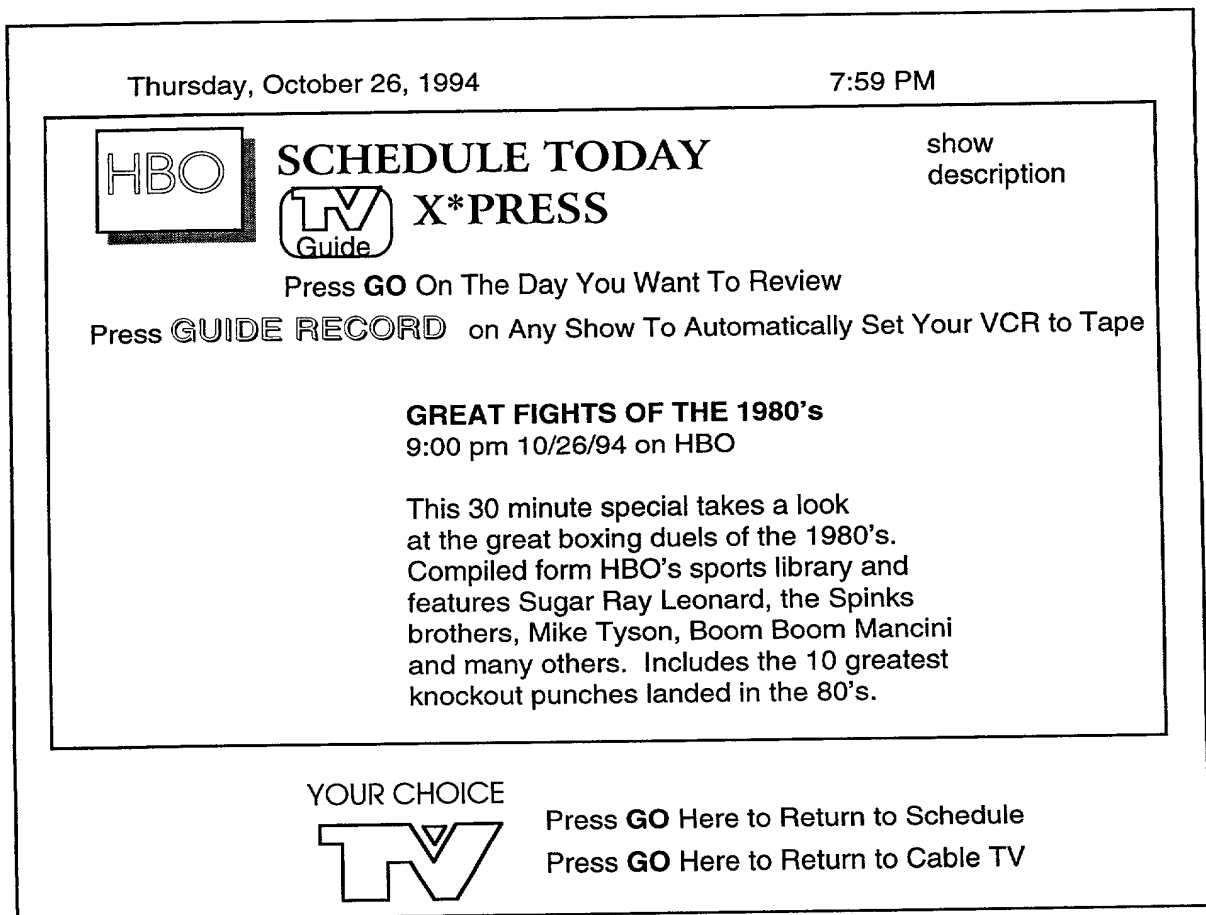 Thursday, October 26, 1994 7:59 PM
HBO SCHEDULE TODAY show
description
TV Guide X*PRESS
Press GO On The Day You Want To Review
Press GUIDE RECORD on Any Show To Automatically Set Your VCR to Tape
GREAT FIGHTS OF THE 1980's
9:00 pm 10/26/94 on HBO
This 30 minute special takes a look
at the great boxing duels of the 1980's.
Compiled form HBO's sports library and
features Sugar Ray Leonard, the Spinks
brothers, Mike Tyson, Boom Boom Mancini
and many others. Includes the 10 greatest
knockout punches landed in the 80's.
YOUR CHOICE
TV
Press GO Here to Return to Schedule
Press GO Here to Return to Cable TV